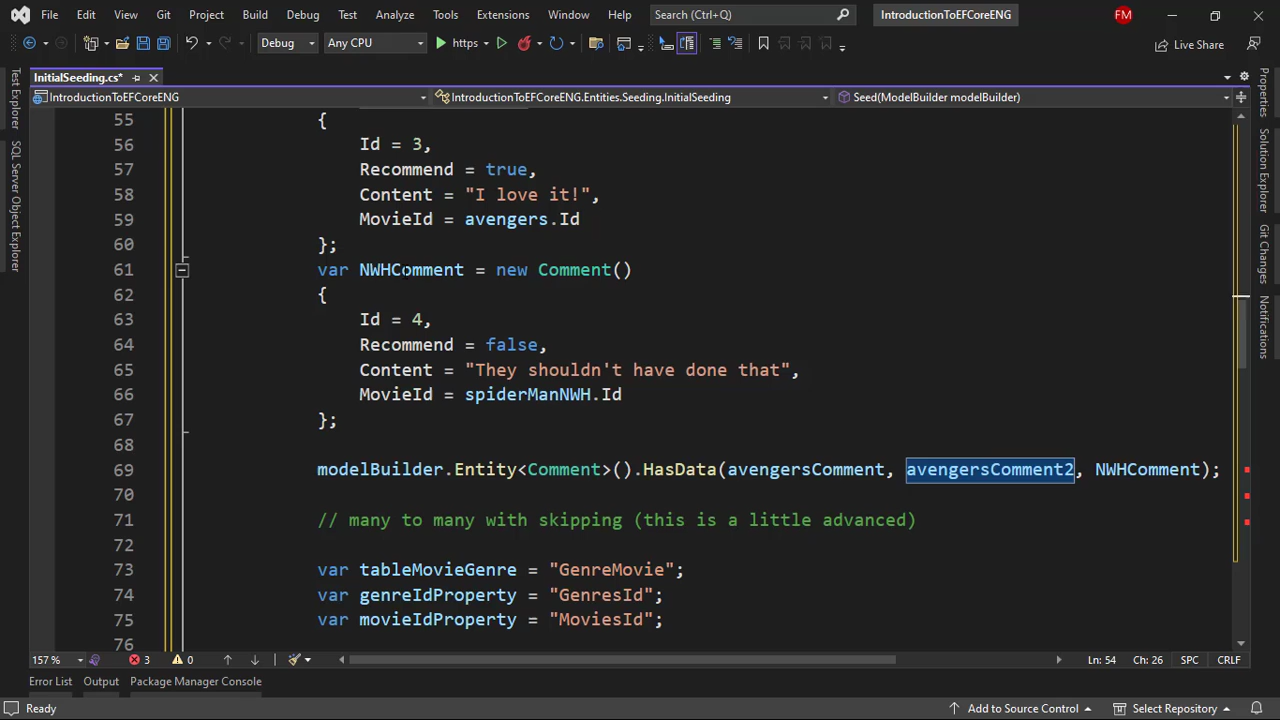 File Edit View Git Project Build Debug Test Analyze Tools Extensions Window Help Search (Ctrl+Q) IntroductionToEFCoreENG FM
Debug Any CPU https Live Share
InitialSeeding.cs*
IntroductionToEFCoreENG IntroductionToEFCoreENG.Entities.Seeding.InitialSeeding Seed(ModelBuilder modelBuilder)
Test Explorer
SQL Server Object Explorer
55 {
56 Id = 3,
57 Recommend = true,
58 Content = "I love it!",
59 MovieId = avengers.Id
60 };
61 var NWHComment = new Comment()
62 {
63 Id = 4,
64 Recommend = false,
65 Content = "They shouldn't have done that",
66 MovieId = spiderManNWH.Id
67 };
68
69 modelBuilder.Entity<Comment>().HasData(avengersComment, avengersComment2, NWHComment);
70
71 // many to many with skipping (this is a little advanced)
72
73 var tableMovieGenre = "GenreMovie";
74 var genreIdProperty = "GenresId";
75 var movieIdProperty = "MoviesId";
76
Properties
Solution Explorer
Git Changes
Notifications
157 % 3 0 Ln: 54 Ch: 26 SPC CRLF
Error List Output Package Manager Console
Ready Add to Source Control Select Repository